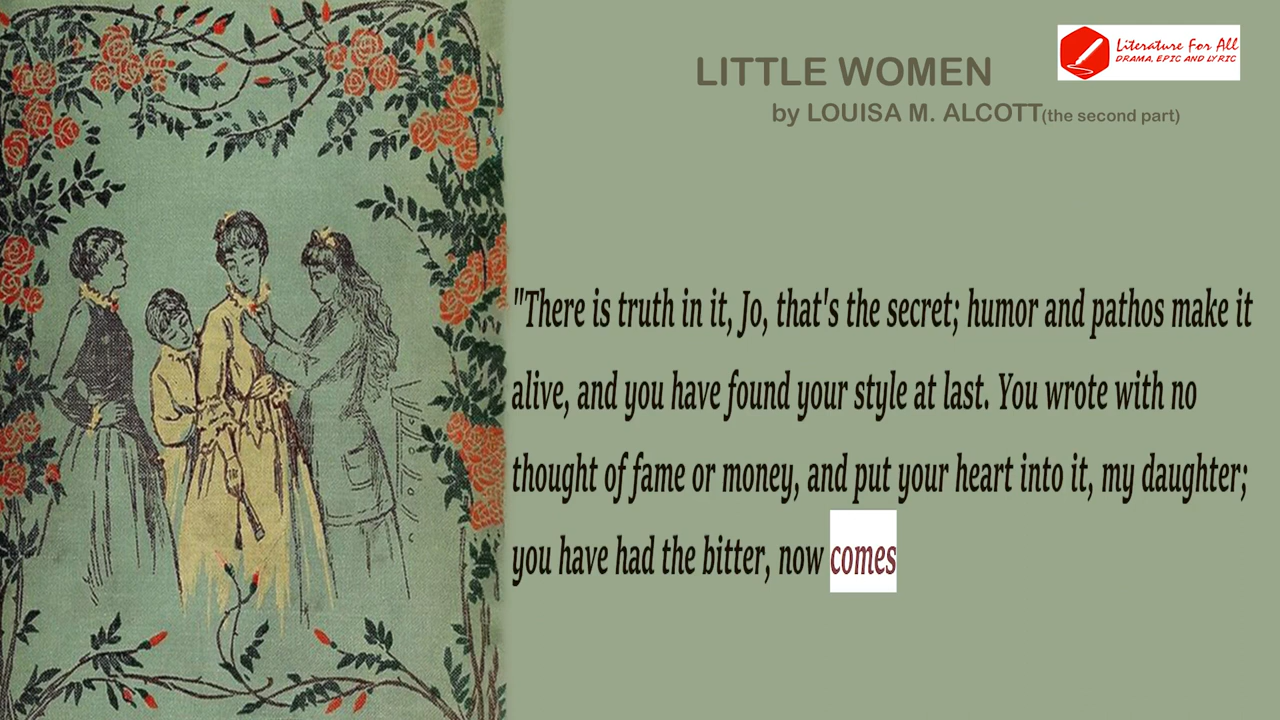 LITTLE WOMEN
by LOUISA M. ALCOTT(the second part)
Literature For All
DRAMA, EPIC AND LYRIC
"There is truth in it, Jo, that's the secret; humor and pathos make it
alive, and you have found your style at last. You wrote with no
thought of fame or money, and put your heart into it, my daughter;
you have had the bitter, now comes